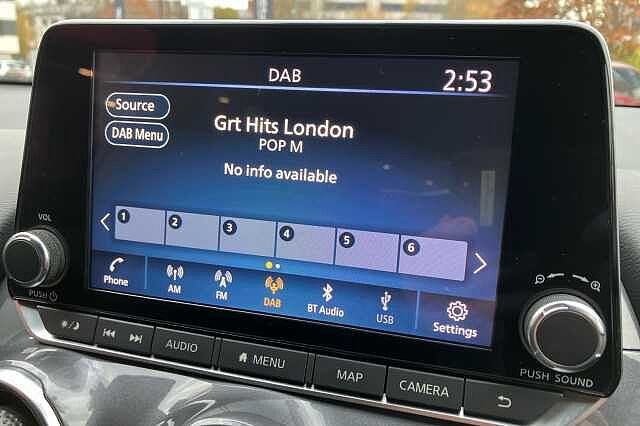 DAB
2:53
Source
DAB Menu
Grt Hits London
POP M
No info available
1 2 3 4 5 6
Phone
AM
FM
DAB
BT Audio
USB
Settings
VOL
PUSH
AUDIO
MENU
MAP
CAMERA
PUSH SOUND